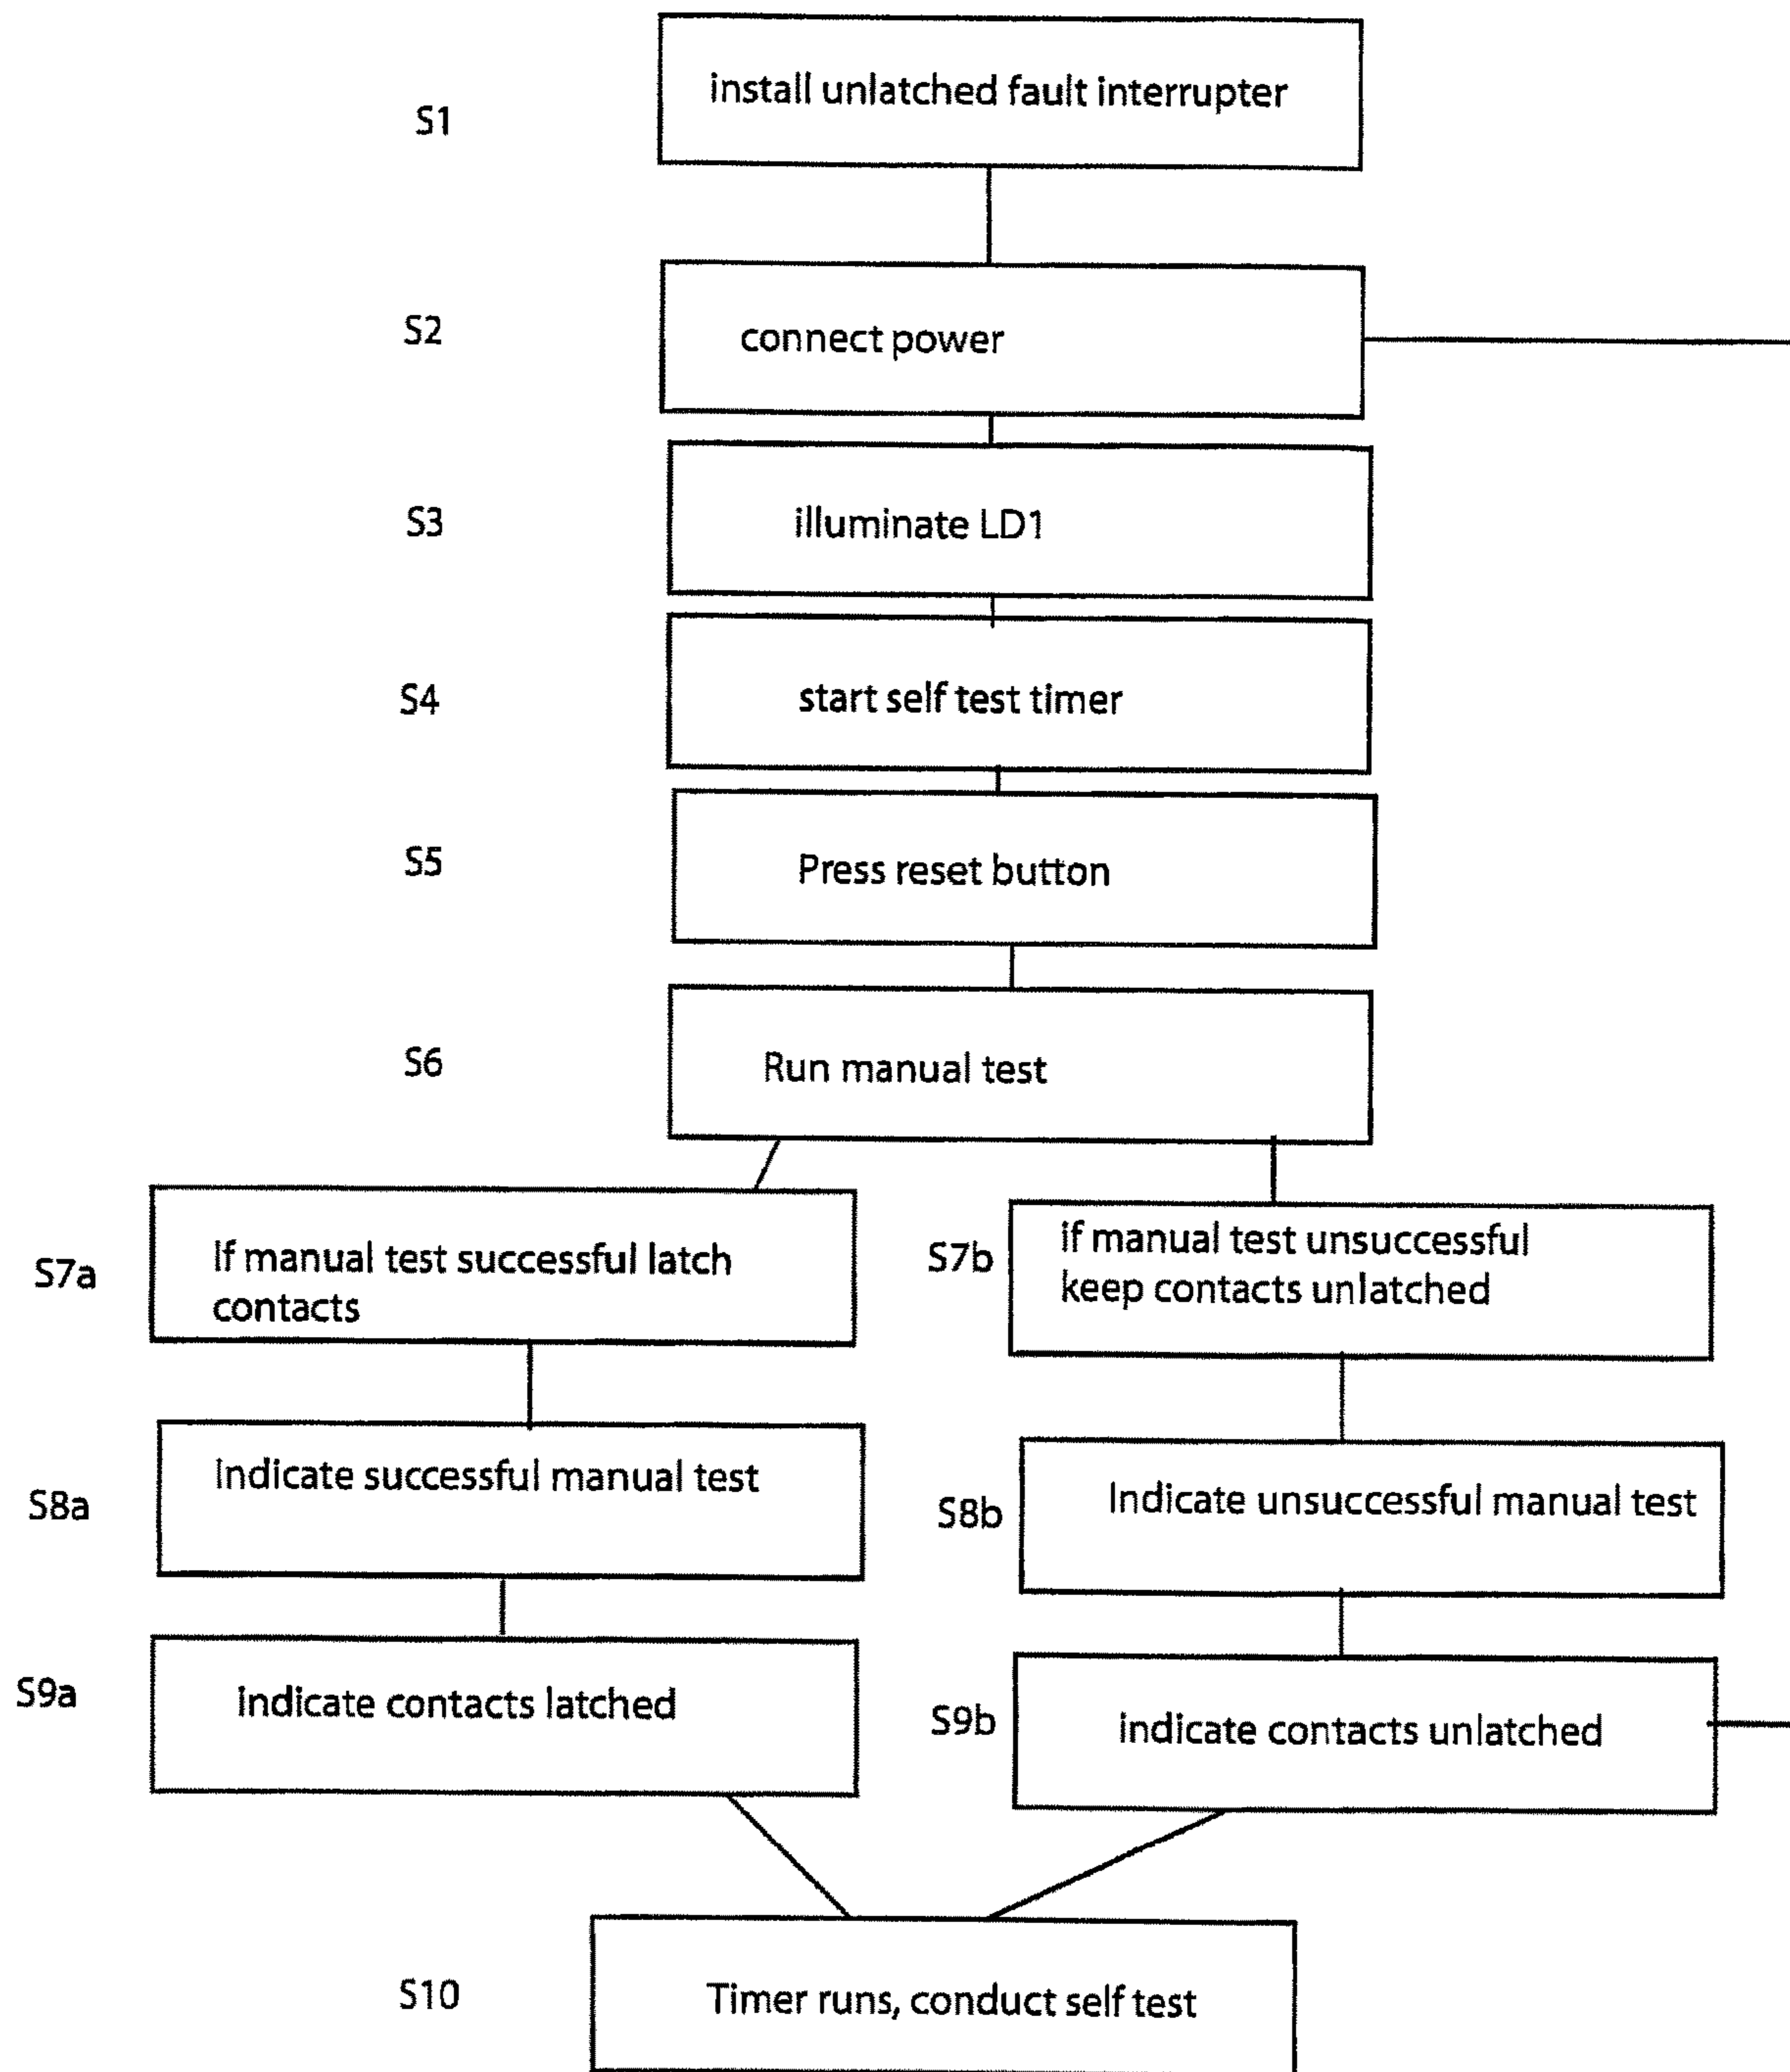 S1
install unlatched fault interrupter
S2
connect power
S3
illuminate LD1
S4
start self test timer
S5
Press reset button
S6
Run manual test
S7a
If manual test successful latch
contacts
S7b
if manual test unsuccessful
keep contacts unlatched
S8a
Indicate successful manual test
S8b
Indicate unsuccessful manual test
S9a
Indicate contacts latched
S9b
indicate contacts unlatched
S10
Timer runs, conduct self test